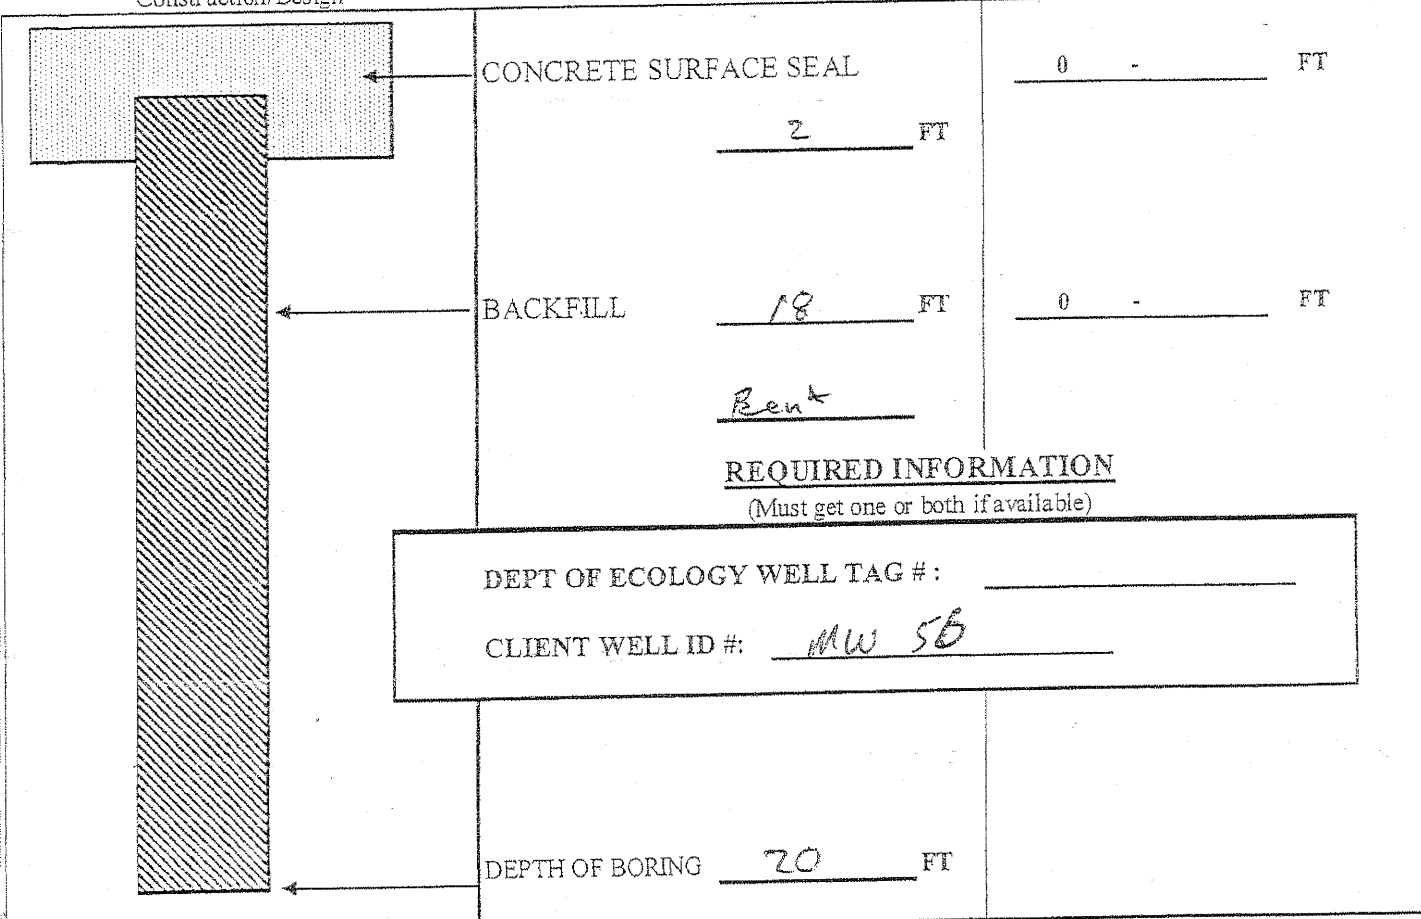 Construction/Design
CONCRETE SURFACE SEAL 0 - FT
2 FT
BACKFILL 18 FT 0 - FT
Bent
REQUIRED INFORMATION
(Must get one or both if available)
DEPT OF ECOLOGY WELL TAG # :
CLIENT WELL ID #: MW 5B
DEPTH OF BORING 20 FT